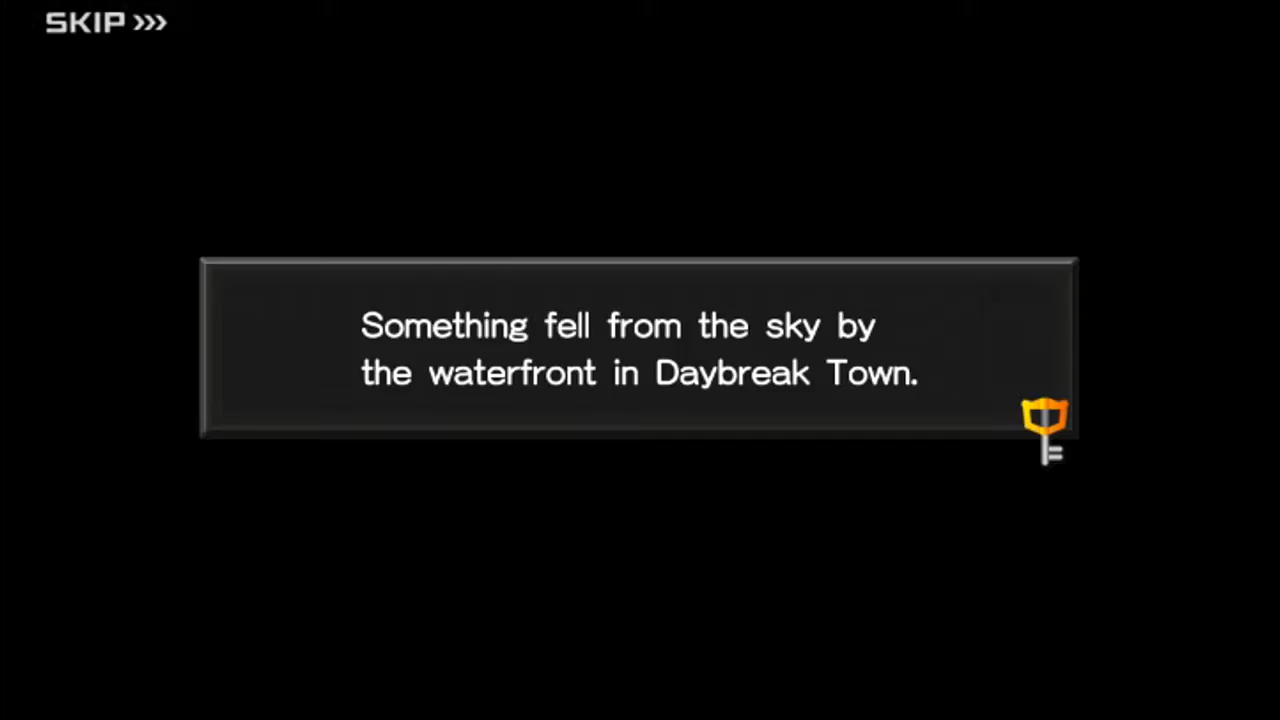 SKIP >>>
Something fell from the sky by
the waterfront in Daybreak Town.